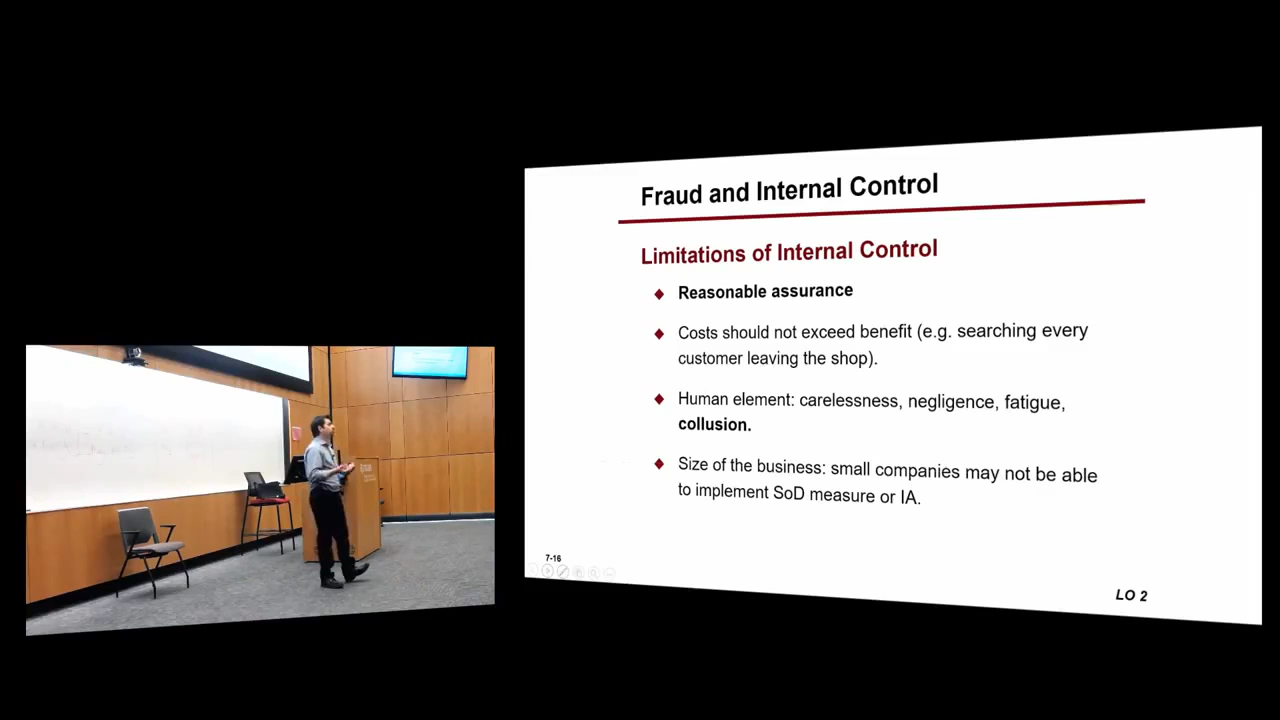 Fraud and Internal Control
Limitations of Internal Control
Reasonable assurance
Costs should not exceed benefit (e.g. searching every
customer leaving the shop).
Human element: carelessness, negligence, fatigue,
collusion.
Size of the business: small companies may not be able
to implement SoD measure or IA.
7-16
LO 2